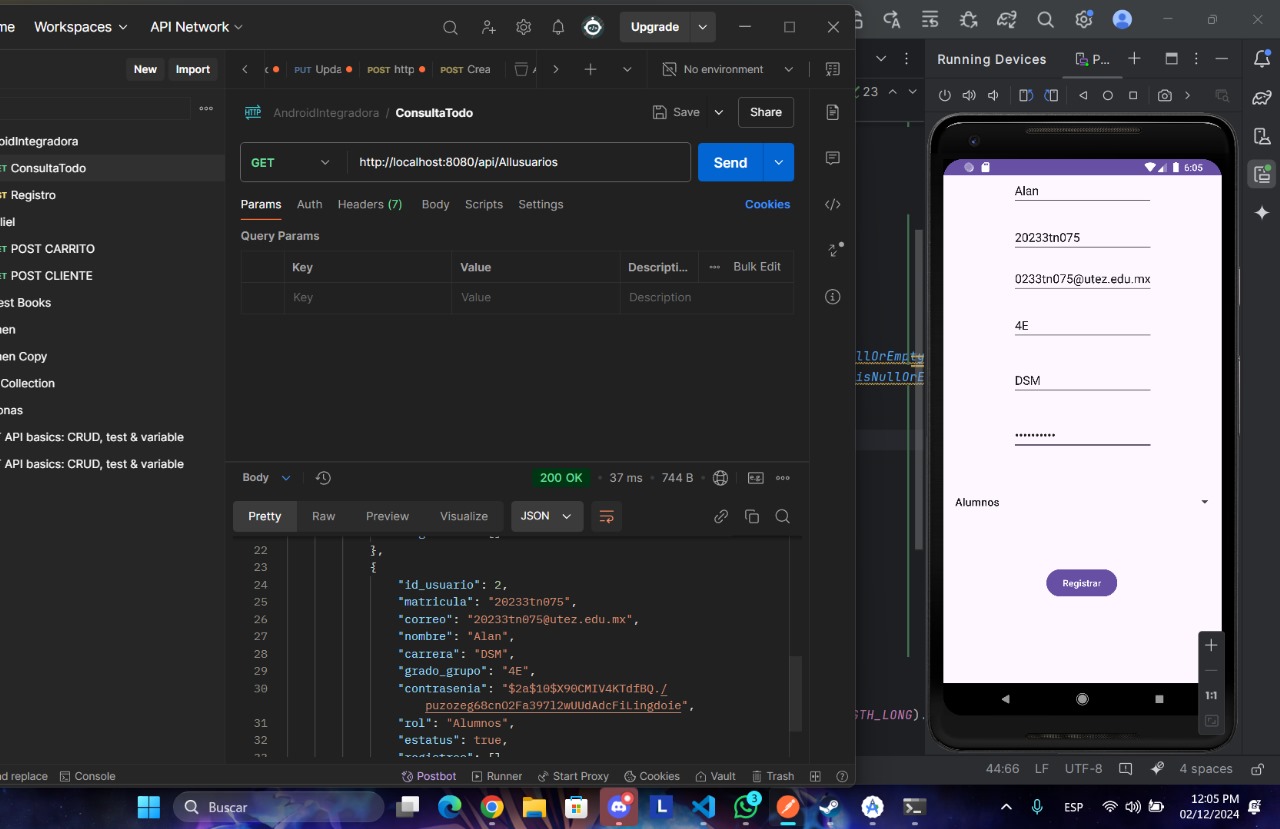 me Workspaces API Network Upgrade
New Import
PUT Upda POST http POST Crea No environment
AndroidIntegradora / ConsultaTodo Save Share
oidIntegradora
ConsultaTodo
Registro
liel
POST CARRITO
POST CLIENTE
est Books
en
en Copy
Collection
onas
API basics: CRUD, test & variable
API basics: CRUD, test & variable
GET http://localhost:8080/api/Allusuarios Send
Params Auth Headers (7) Body Scripts Settings Cookies
Query Params
Key Value Descripti... Bulk Edit
Key Value Description
Body 200 OK • 37 ms • 744 B
Pretty Raw Preview Visualize JSON
22 },
23 {
24 "id_usuario": 2,
25 "matricula": "20233tn075",
26 "correo": "20233tn075@utez.edu.mx",
27 "nombre": "Alan",
28 "carrera": "DSM",
29 "grado_grupo": "4E",
30 "contrasenia": "$2a$10$X90CMIV4KTdfBQ./
puzozeg68cnO2Fa397l2wUUdAdcFiLingdoie",
31 "rol": "Alumnos",
32 "estatus": true,
nd replace Console Postbot Runner Start Proxy Cookies Vault Trash
23
llOrEmpty
isNullOrE
GTH_LONG).
Running Devices P...
6:05
Alan
20233tn075
0233tn075@utez.edu.mx
4E
DSM
••••••••••
Alumnos
Registrar
1:1
44:66 LF UTF-8 4 spaces
Buscar
3
ESP
12:05 PM
02/12/2024